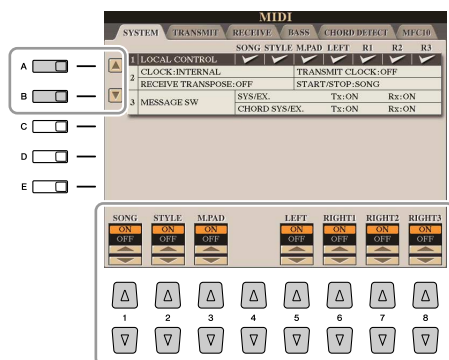 MIDI
SYSTEM TRANSMIT RECEIVE BASS CHORD DETECT MFC10
SONG STYLE M.PAD LEFT R1 R2 R3
1 LOCAL CONTROL
2 CLOCK:INTERNAL TRANSMIT CLOCK:OFF
RECEIVE TRANSPOSE:OFF START/STOP:SONG
3 MESSAGE SW SYS/EX. Tx:ON Rx:ON
CHORD SYS/EX. Tx:ON Rx:ON
A
B
C
D
E
SONG STYLE M.PAD LEFT RIGHT1 RIGHT2 RIGHT3
ON ON ON ON ON ON ON
OFF OFF OFF OFF OFF OFF OFF
1 2 3 4 5 6 7 8